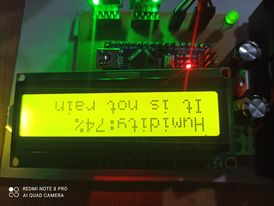 Humidity:74%
It is not rain
REDMI NOTE 8 PRO
AI QUAD CAMERA